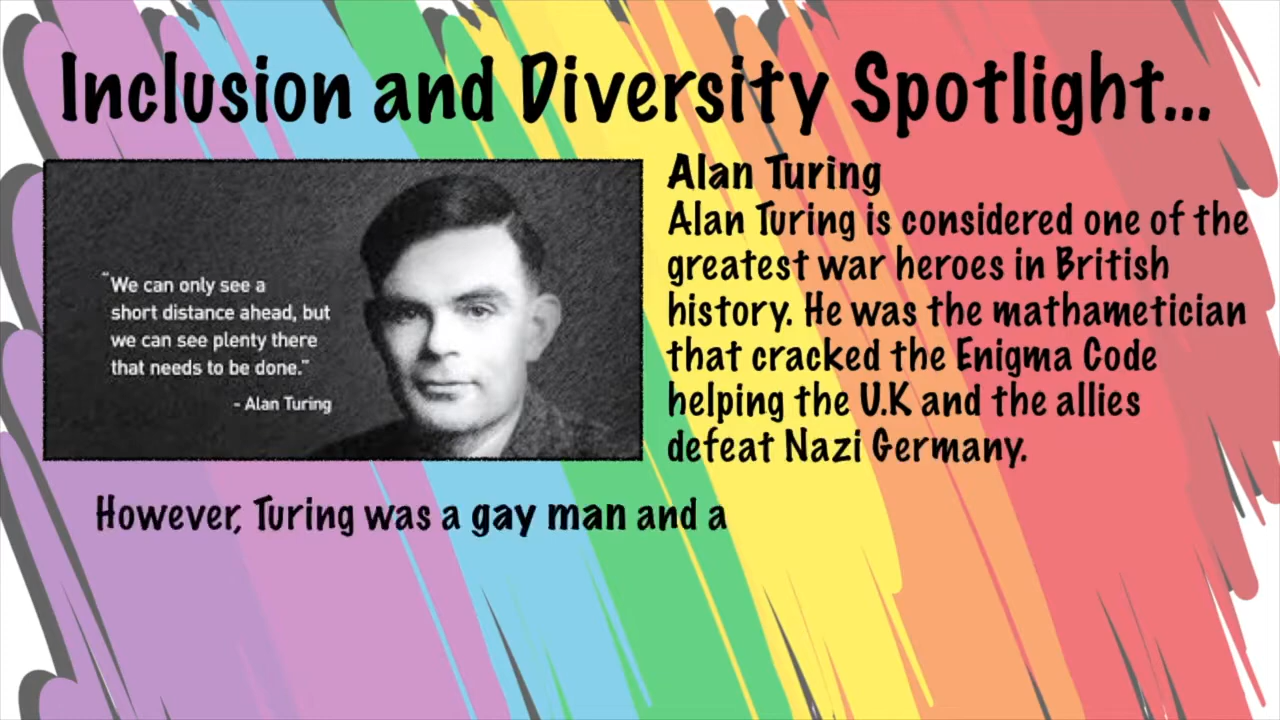 Inclusion and Diversity Spotlight...
“We can only see a
short distance ahead, but
we can see plenty there
that needs to be done.”
- Alan Turing
Alan Turing
Alan Turing is considered one of the
greatest war heroes in British
history. He was the mathametician
that cracked the Enigma Code
helping the U.K and the allies
defeat Nazi Germany.
However, Turing was a gay man and a